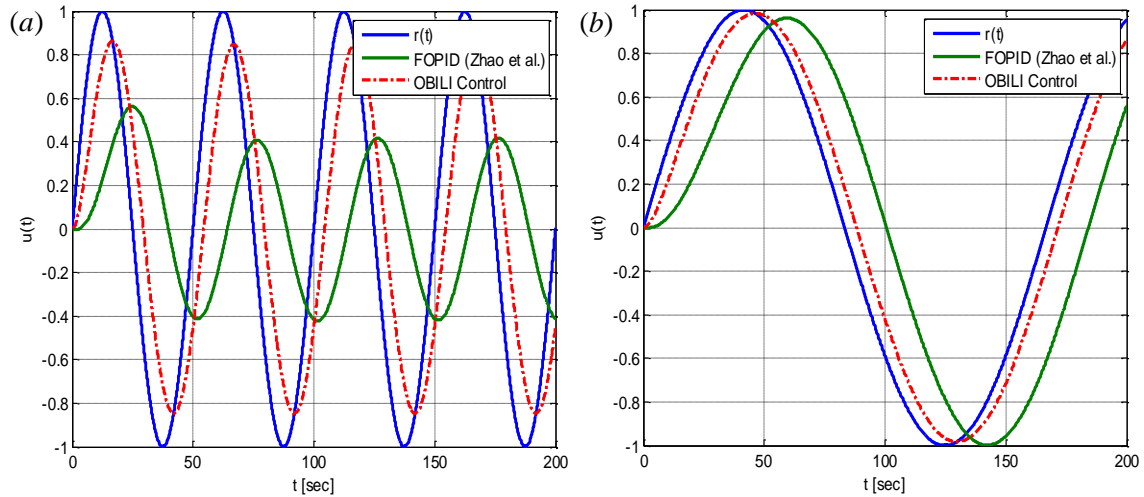 (a)
r(t)
FOPID (Zhao et al.)
OBILI Control
1
0.8
0.6
0.4
0.2
0
-0.2
-0.4
-0.6
-0.8
-1
u(t)
0
50
100
150
200
t [sec]
(b)
r(t)
FOPID (Zhao et al.)
OBILI Control
1
0.8
0.6
0.4
0.2
0
-0.2
-0.4
-0.6
-0.8
-1
u(t)
0
50
100
150
200
t [sec]